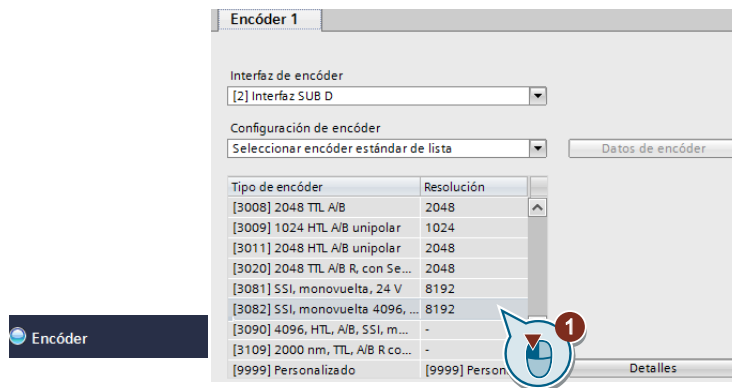 Encóder 1
Interfaz de encóder
[2] Interfaz SUB D
Configuración de encóder
Seleccionar encóder estándar de lista
Datos de encóder
Tipo de encóder Resolución
[3008] 2048 TTL A/B 2048
[3009] 1024 HTL A/B unipolar 1024
[3011] 2048 HTL A/B unipolar 2048
[3020] 2048 TTL A/B R, con Se... 2048
[3081] SSI, monovuelta, 24 V 8192
[3082] SSI, monovuelta 4096, ... 8192
1
Encóder
[3090] 4096, HTL, A/B, SSI, m... -
[3109] 2000 nm, TTL, A/B R co... -
[9999] Personalizado [9999] Person
Detalles